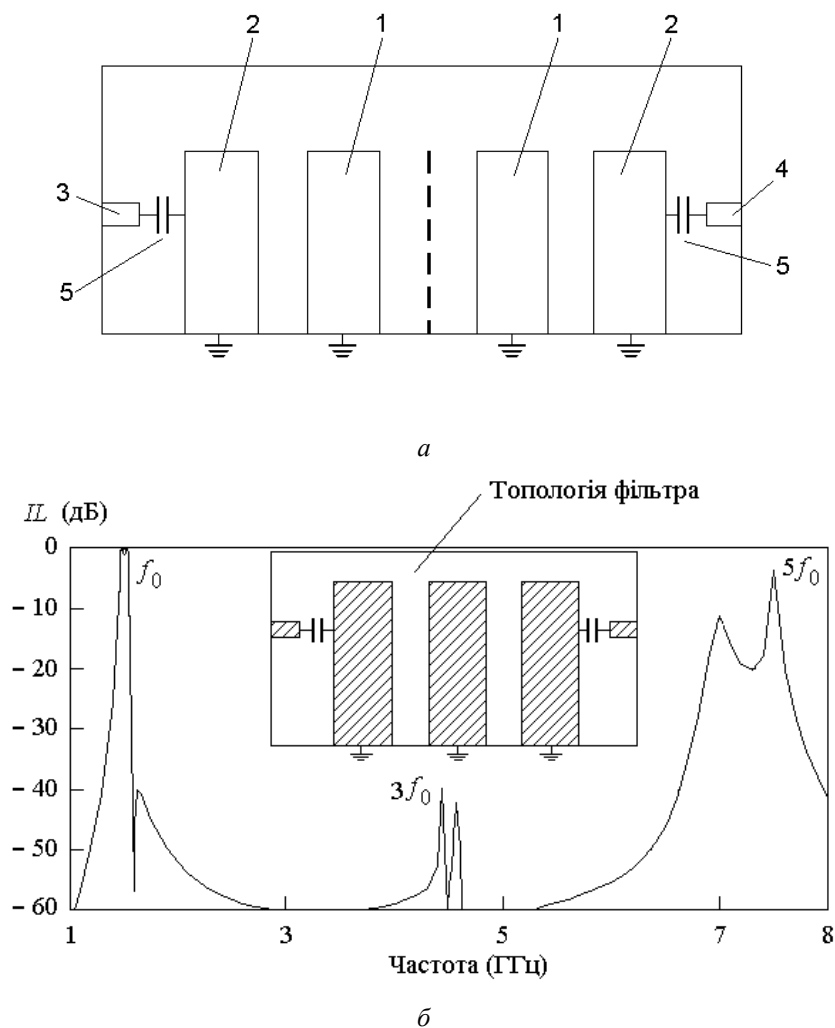 2 1 1 2
3 4
5 5
а
Топологія фільтра
IL (дБ)
0
f0 5f0
– 10
– 20
– 30
3f0
– 40
– 50
– 60
1 3 5 7 8
Частота (ГГц)
б